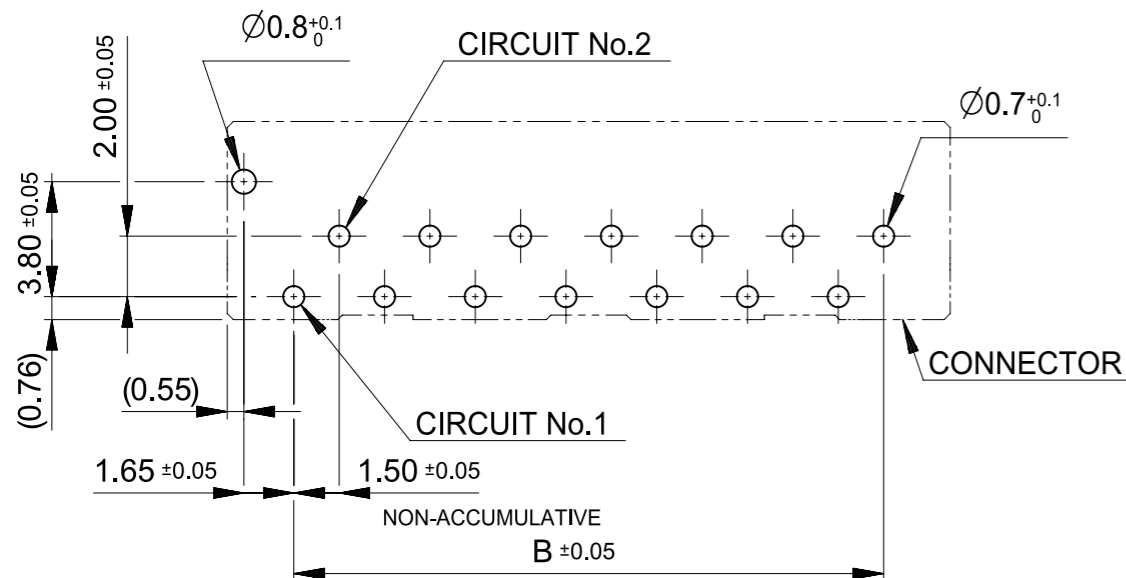 Ø0.8 +0.1 0
CIRCUIT No.2
Ø0.7 +0.1 0
2.00 ±0.05
3.80 ±0.05
(0.76)
(0.55)
CONNECTOR
CIRCUIT No.1
1.65 ±0.05
1.50 ±0.05
NON-ACCUMULATIVE
B ±0.05